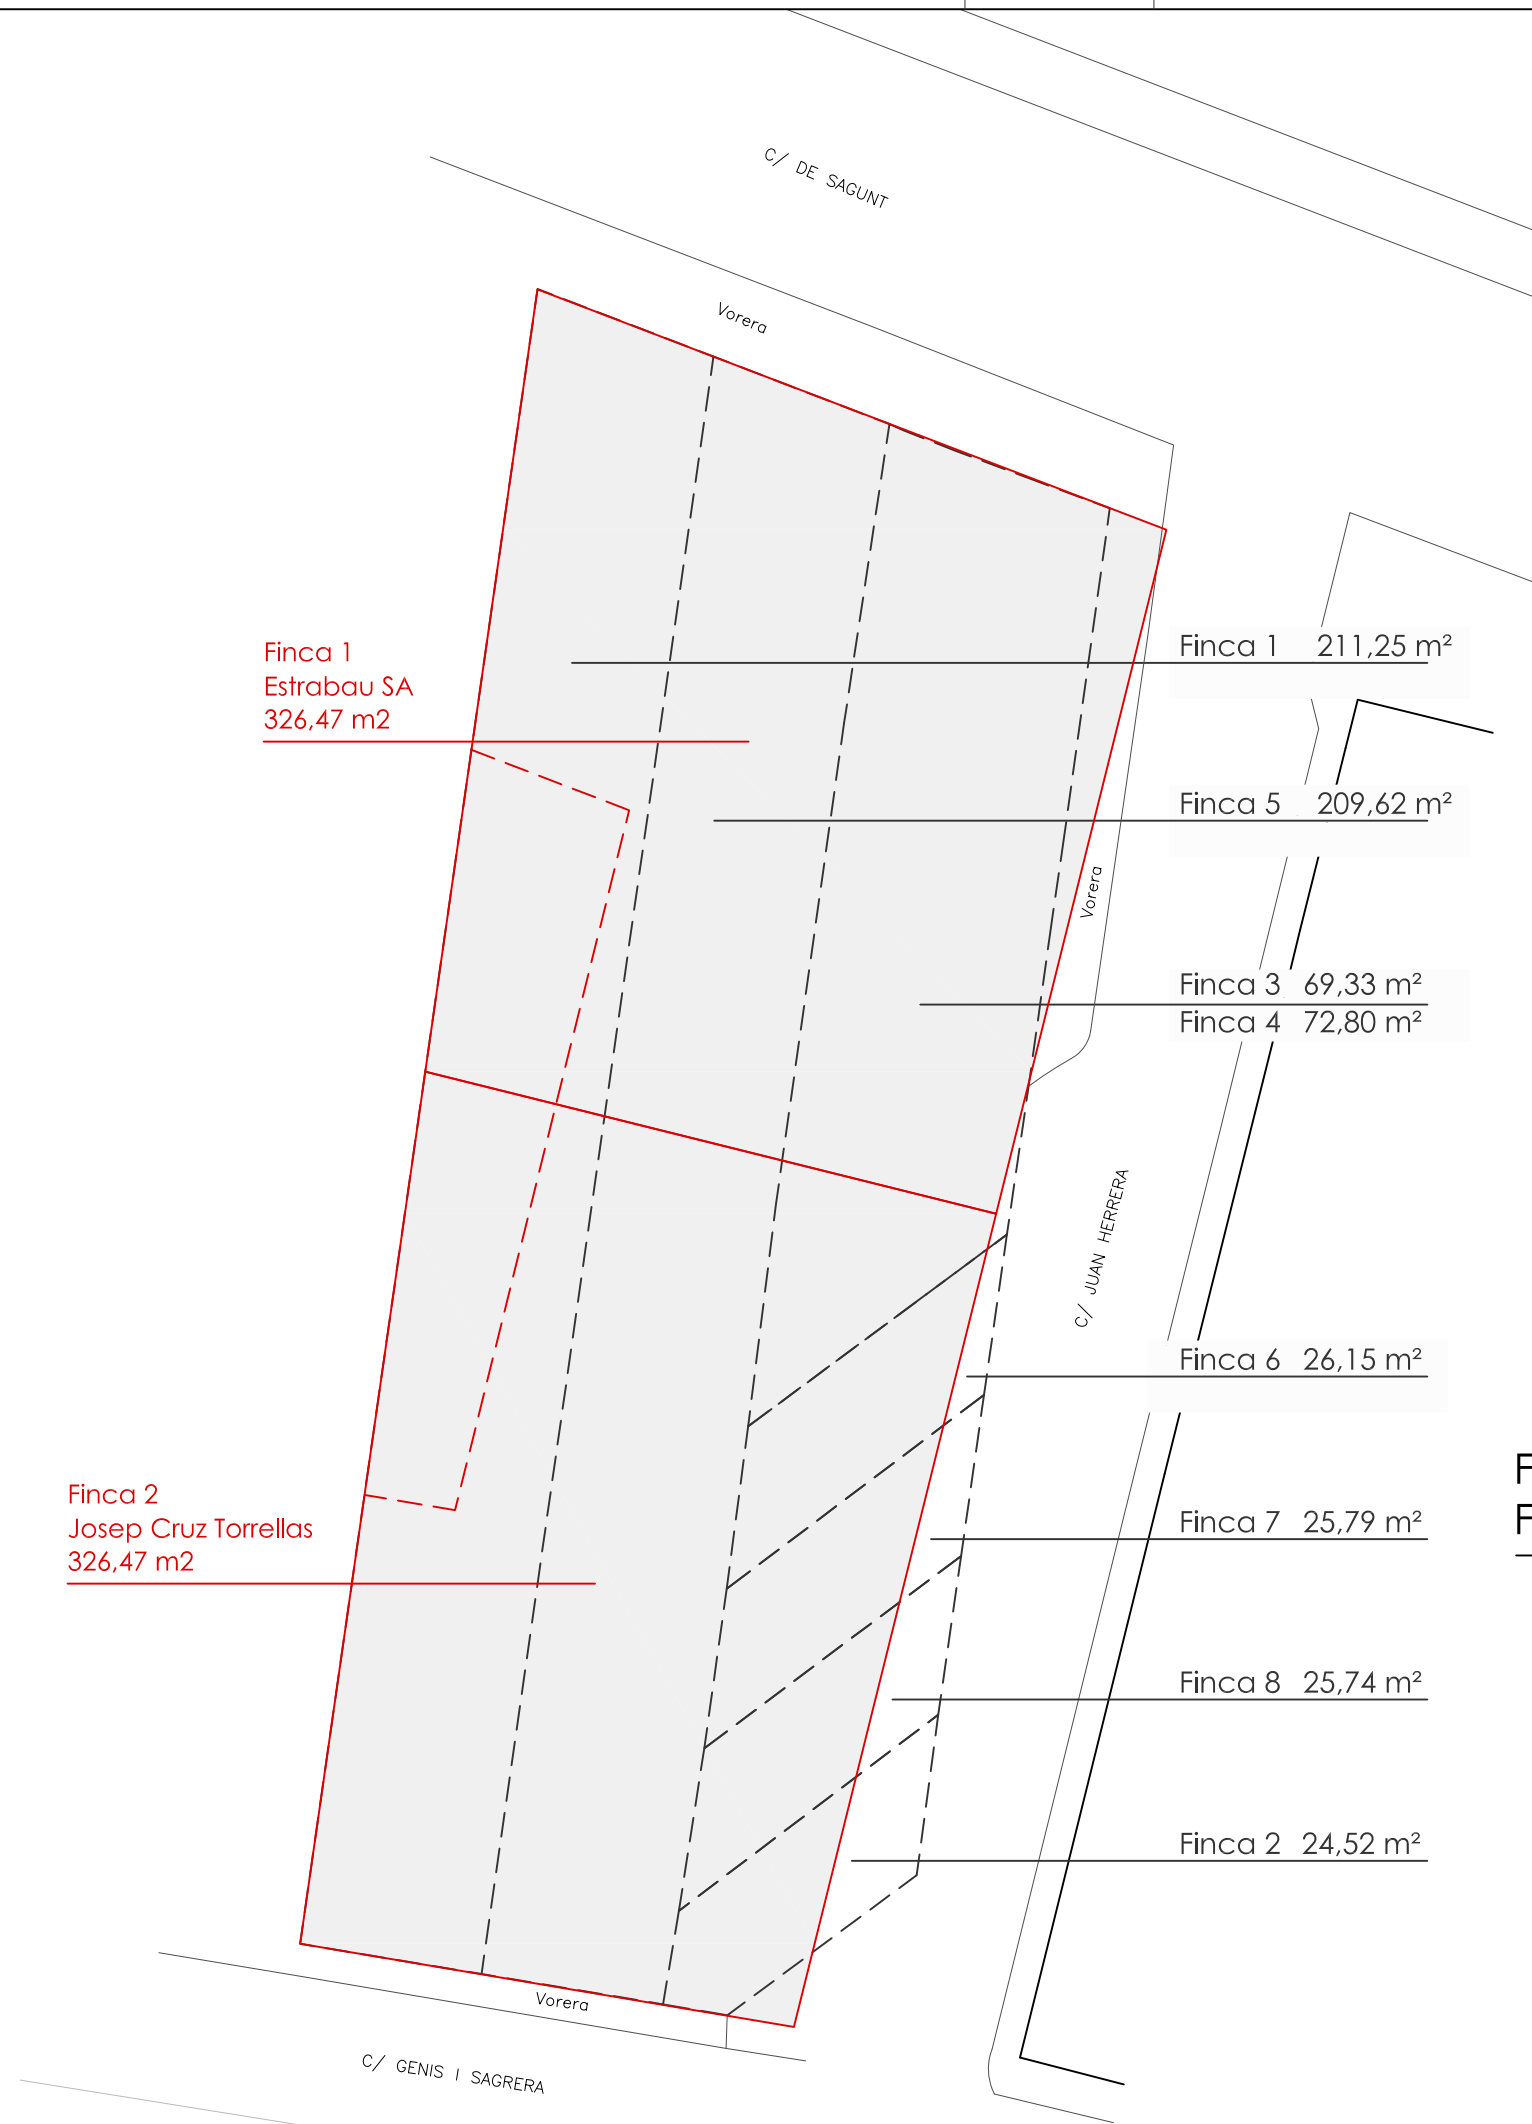 C/ DE SAGUNT
Vorera
Finca 1
Estrabau SA
326,47 m2
Finca 1 211,25 m²
Finca 5 209,62 m²
Vorera
Finca 3 69,33 m²
Finca 4 72,80 m²
C/ JUAN HERRERA
Finca 6 26,15 m²
Finca 2
Josep Cruz Torrellas
326,47 m2
Finca 7 25,79 m²
F
F
Finca 8 25,74 m²
Finca 2 24,52 m²
Vorera
C/ GENIS I SAGRERA